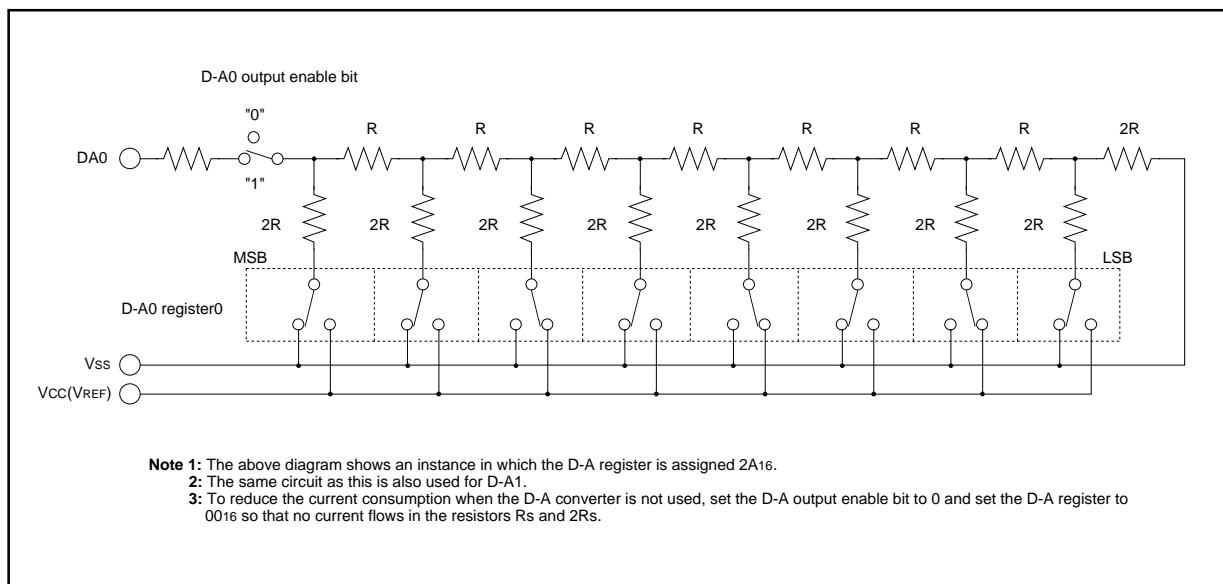 D-A0 output enable bit
"0"
R R R R R R R 2R
DA0
"1"
2R 2R 2R 2R 2R 2R 2R 2R
MSB LSB
D-A0 register0
VSS
VCC(VREF)
Note 1: The above diagram shows an instance in which the D-A register is assigned 2A16.
2: The same circuit as this is also used for D-A1.
3: To reduce the current consumption when the D-A converter is not used, set the D-A output enable bit to 0 and set the D-A register to
0016 so that no current flows in the resistors Rs and 2Rs.